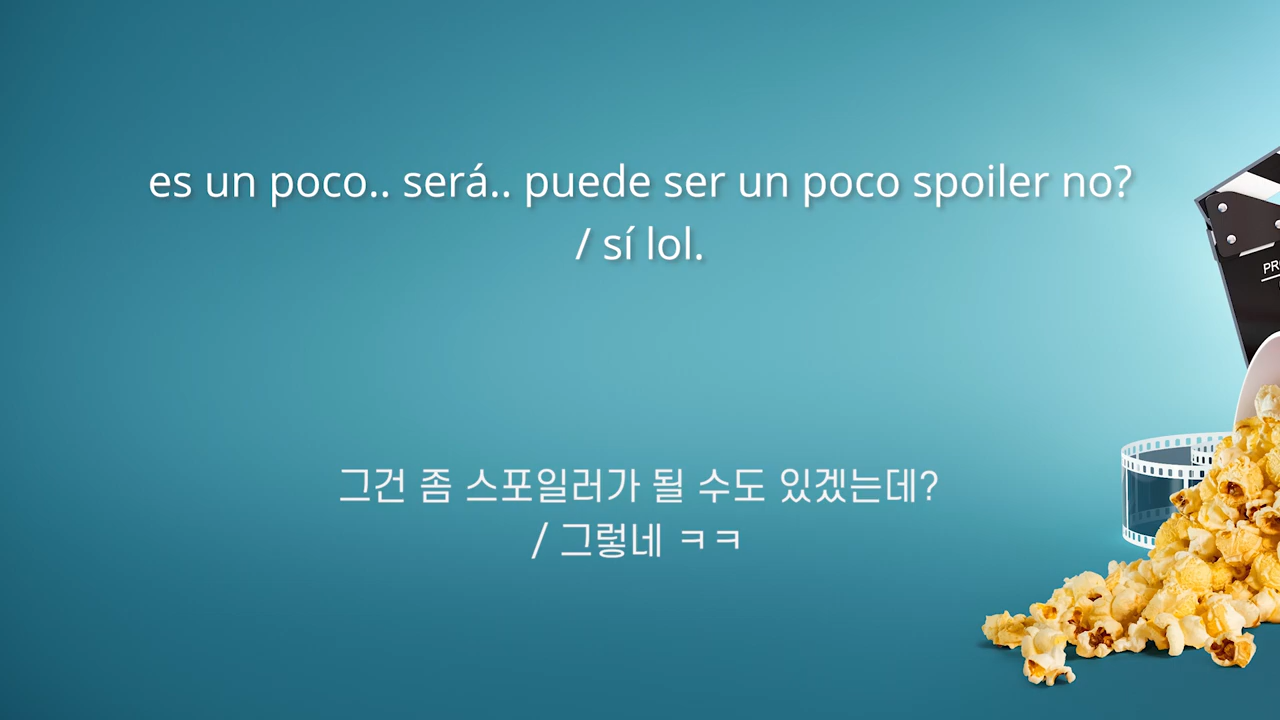 es un poco.. será.. puede ser un poco spoiler no?
/ sí lol.
PR
그건 좀 스포일러가 될 수도 있겠는데?
/ 그렇네 ㅋㅋ